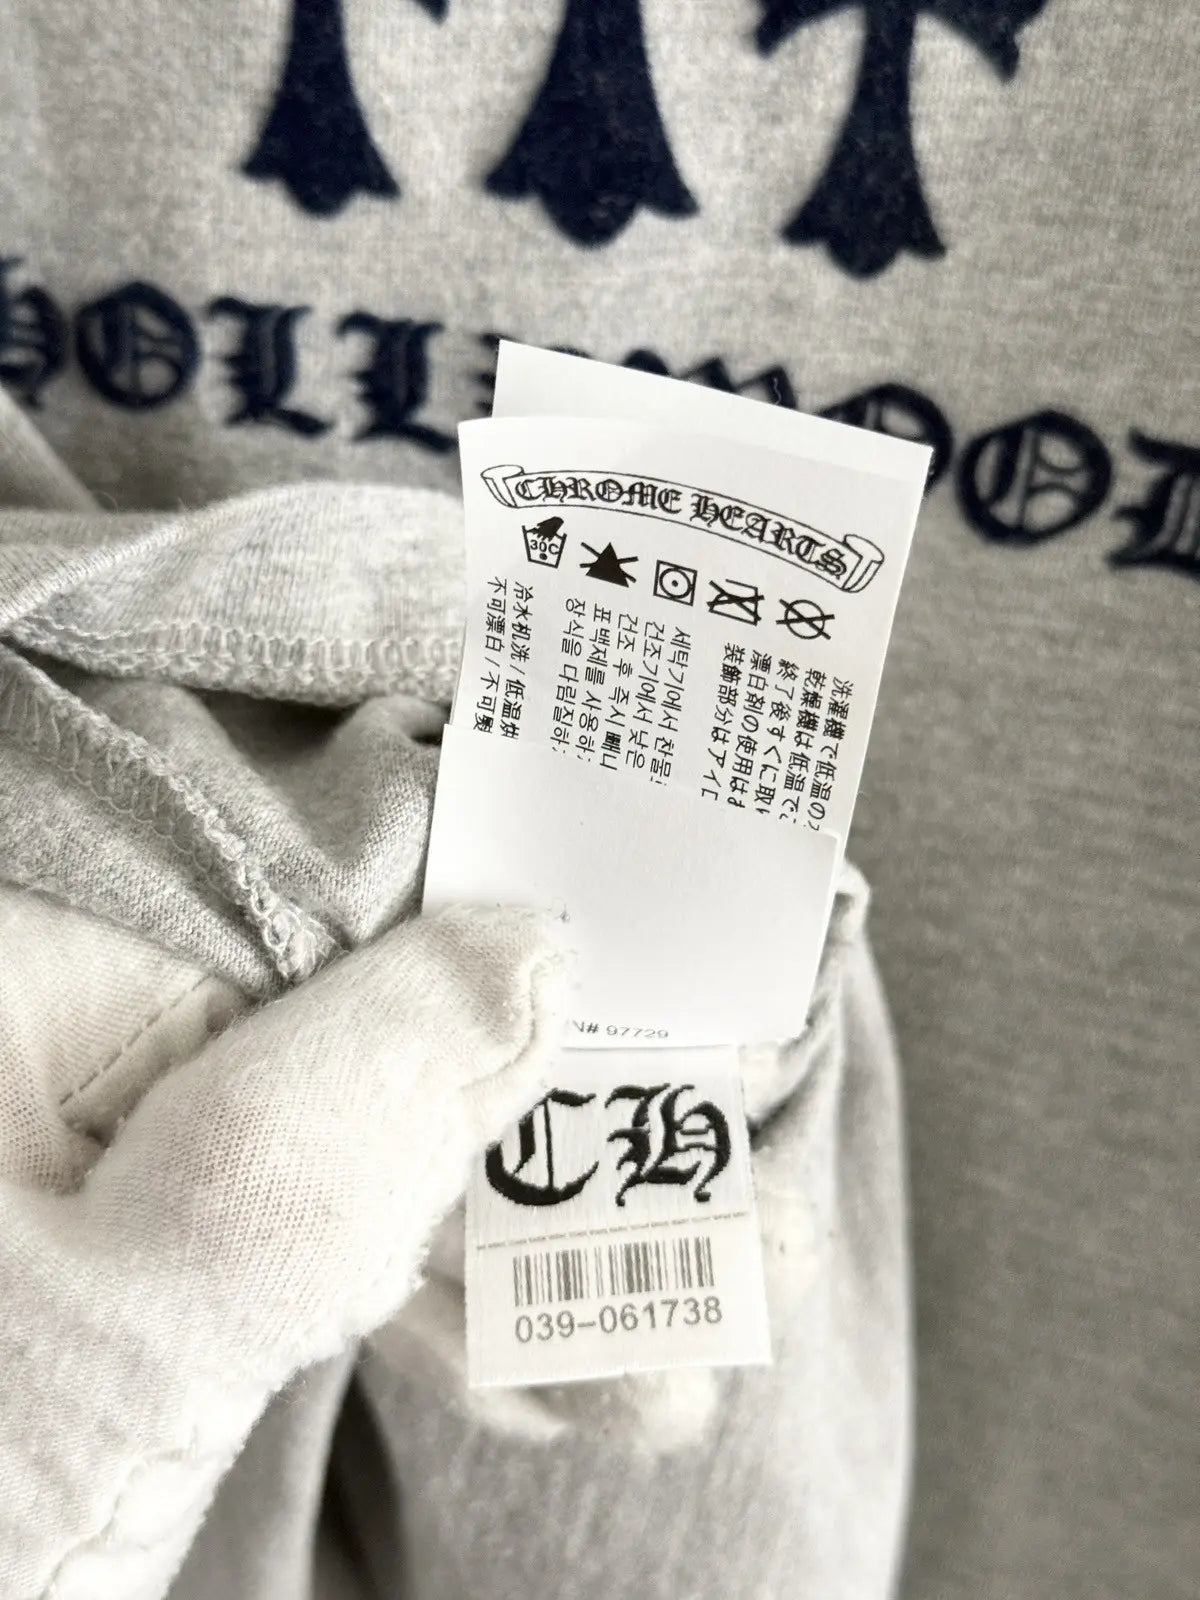 HOLLYWOOD
CHROME HEARTS
30C
洗濯機で低温の
乾燥機は低温で
終了後すぐに取
漂白剤の使用は
装飾部分はアイ
세탁기에서 찬물
건조기에서 낮은
건조 후 즉시 빼니
표백제를 사용하
장식을 다림질하
冷水机洗/低温烘
不可漂白/不可熨
N# 97729
CH
039-061738